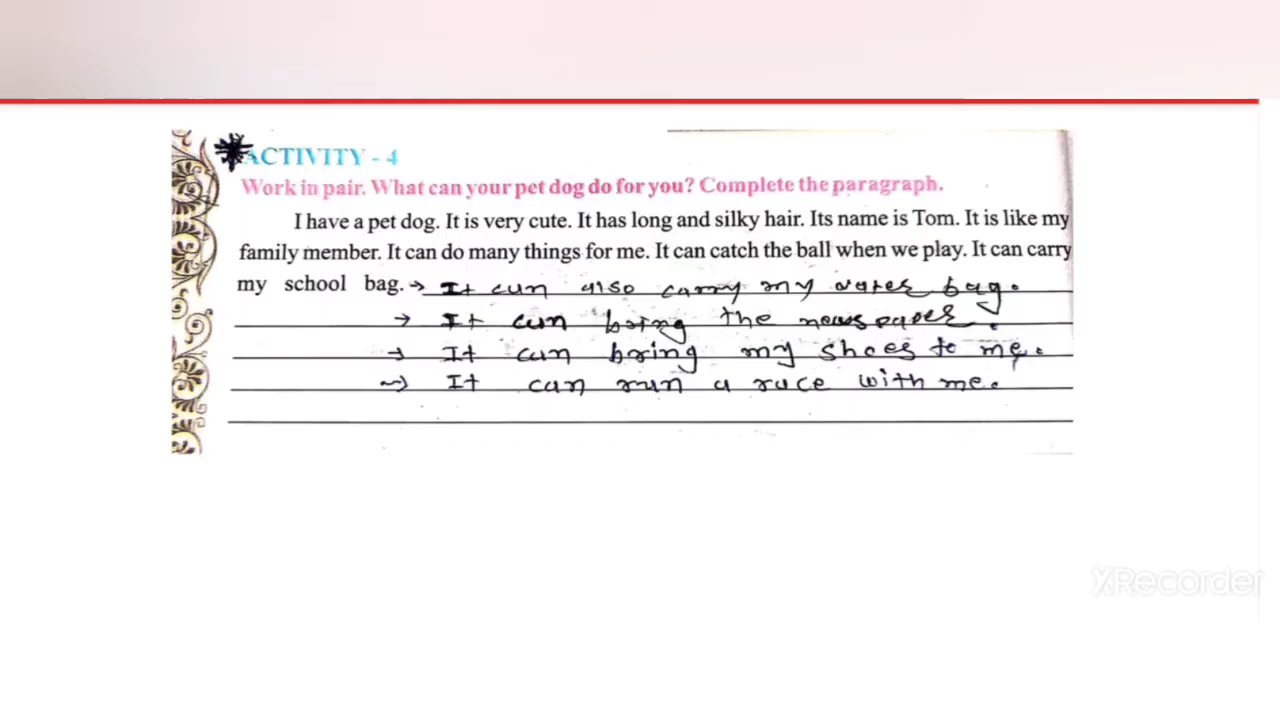 ACTIVITY - 4
Work in pair. What can your pet dog do for you? Complete the paragraph.
I have a pet dog. It is very cute. It has long and silky hair. Its name is Tom. It is like my
family member. It can do many things for me. It can catch the ball when we play. It can carry
my school bag. → It can also carry my water bag.
→ It can bring the newspaper.
→ It can bring my shoes to me.
→ It can run a race with me.
XRecorder